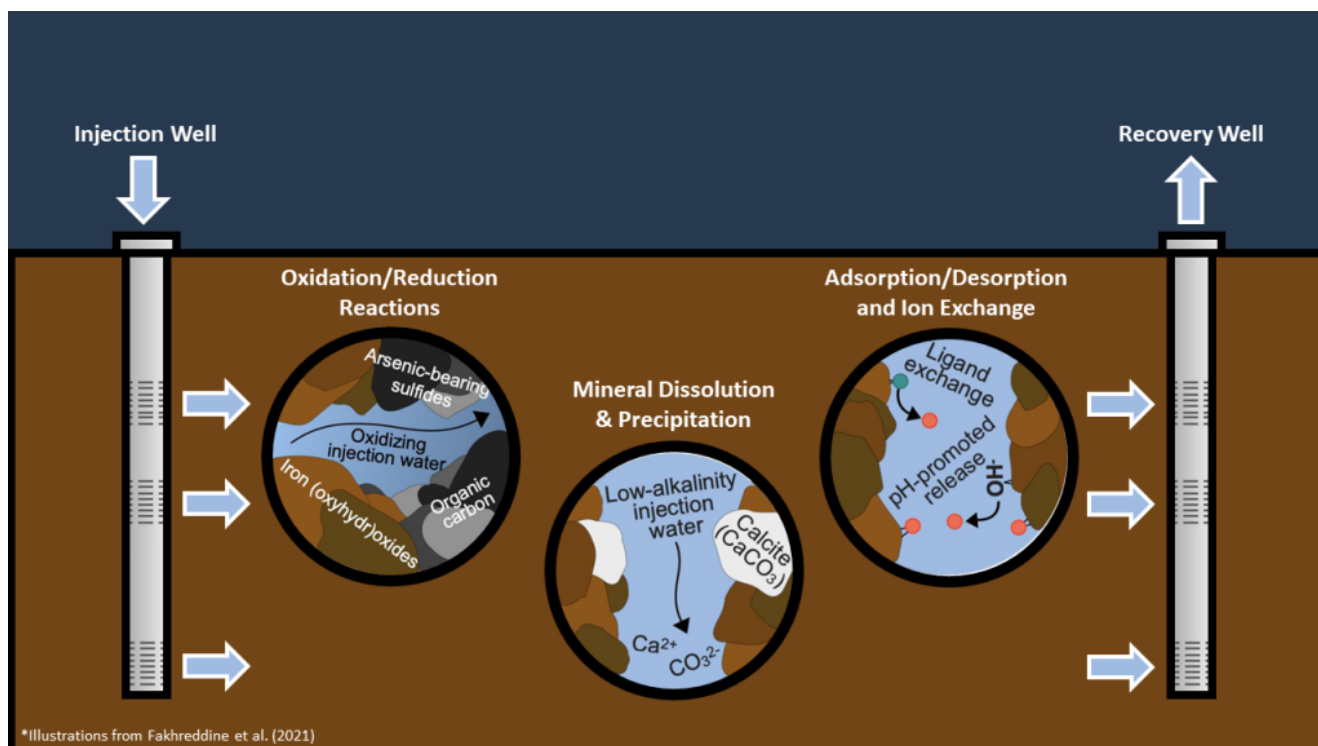 Injection Well
Recovery Well
Oxidation/Reduction
Reactions
Arsenic-bearing
sulfides
Oxidizing
injection water
Iron (oxyhydr)oxides
Organic
carbon
Mineral Dissolution
& Precipitation
Low-alkalinity
injection water
Calcite
(CaCO₃)
Ca²⁺
CO₃²⁻
Adsorption/Desorption
and Ion Exchange
Ligand
exchange
pH-promoted
release
OH⁻
*Illustrations from Fakhreddine et al. (2021)